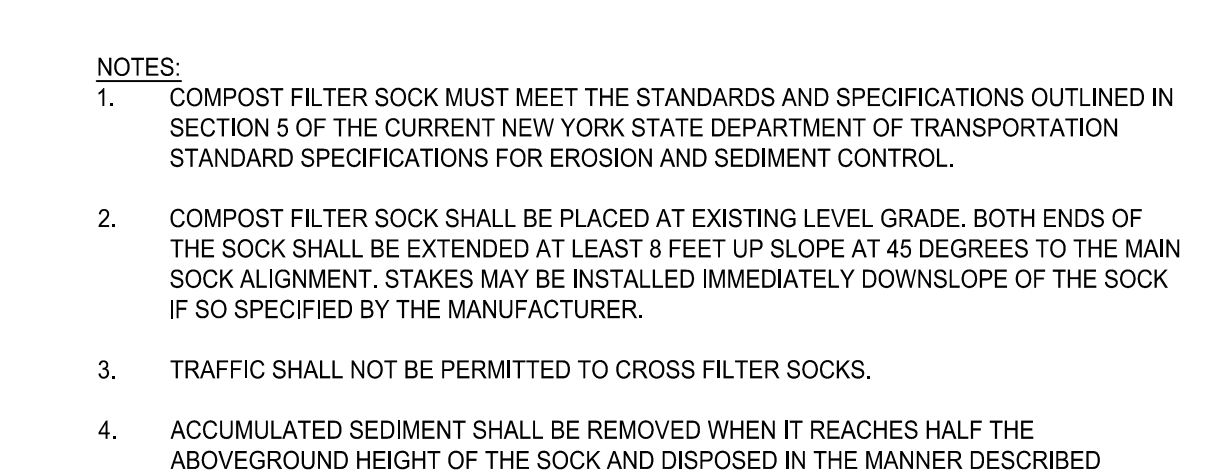 NOTES:
1. COMPOST FILTER SOCK MUST MEET THE STANDARDS AND SPECIFICATIONS OUTLINED IN
SECTION 5 OF THE CURRENT NEW YORK STATE DEPARTMENT OF TRANSPORTATION
STANDARD SPECIFICATIONS FOR EROSION AND SEDIMENT CONTROL.
2. COMPOST FILTER SOCK SHALL BE PLACED AT EXISTING LEVEL GRADE. BOTH ENDS OF
THE SOCK SHALL BE EXTENDED AT LEAST 8 FEET UP SLOPE AT 45 DEGREES TO THE MAIN
SOCK ALIGNMENT. STAKES MAY BE INSTALLED IMMEDIATELY DOWNSLOPE OF THE SOCK
IF SO SPECIFIED BY THE MANUFACTURER.
3. TRAFFIC SHALL NOT BE PERMITTED TO CROSS FILTER SOCKS.
4. ACCUMULATED SEDIMENT SHALL BE REMOVED WHEN IT REACHES HALF THE
ABOVEGROUND HEIGHT OF THE SOCK AND DISPOSED IN THE MANNER DESCRIBED